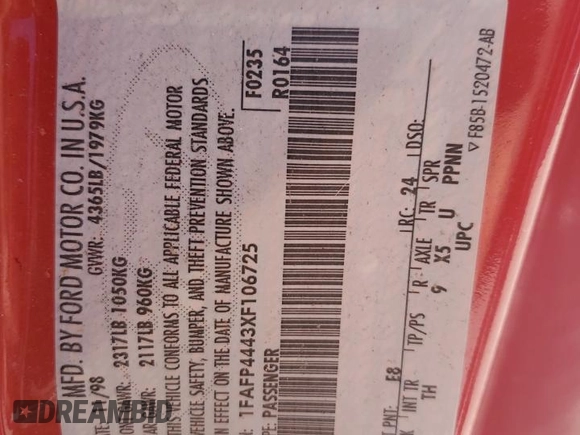 MFD. BY FORD MOTOR CO. IN U.S.A.
/98 GVWR: 4365LB/1979KG
2317LB 1050KG
2117LB 960KG
VEHICLE CONFORMS TO ALL APPLICABLE FEDERAL MOTOR
VEHICLE SAFETY, BUMPER, AND THEFT PREVENTION STANDARDS
IN EFFECT ON THE DATE OF MANUFACTURE SHOWN ABOVE.
1FAFP4443XF106725 F0235
TYPE: PASSENGER R0164
PNT: E8 RC: 24 DSO:
INT TR TP/PS R AXLE TR SPR
TH 9 X5 U PPNN
UPC
▽ F85B-1520472-AB
DREAMBID